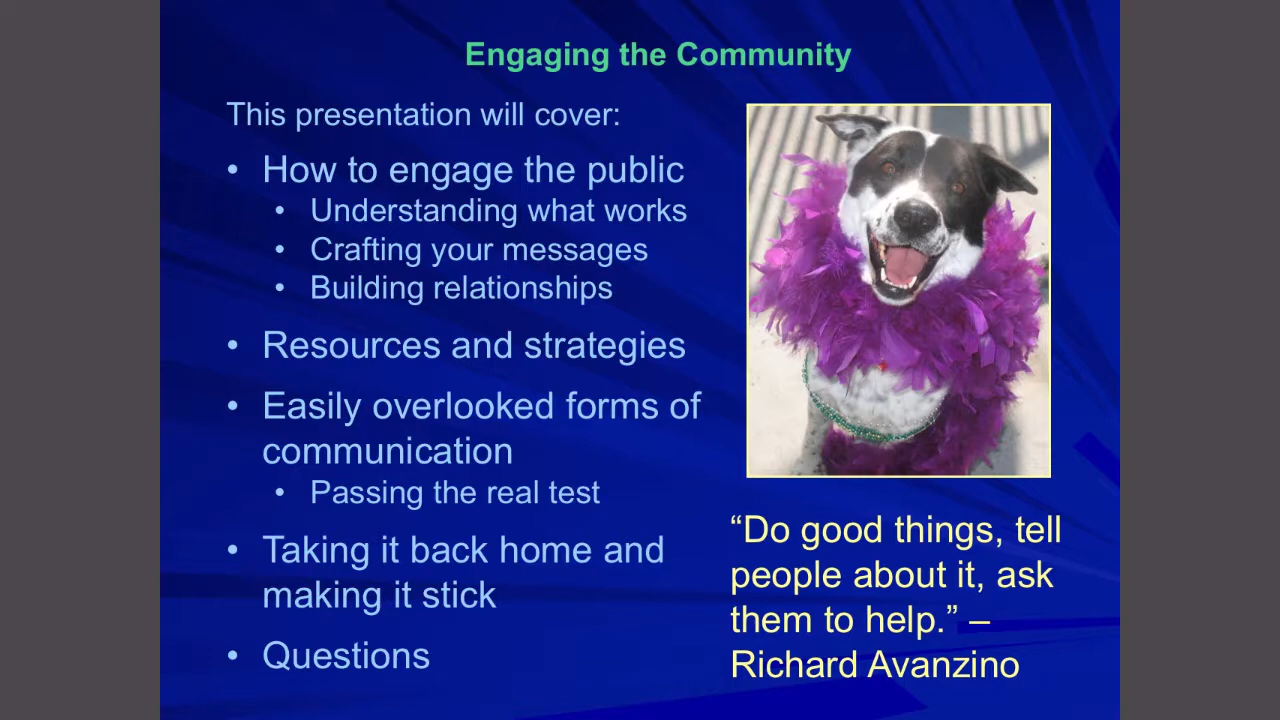 Engaging the Community
This presentation will cover:
• How to engage the public
• Understanding what works
• Crafting your messages
• Building relationships
• Resources and strategies
• Easily overlooked forms of
communication
• Passing the real test
• Taking it back home and
making it stick
• Questions
“Do good things, tell
people about it, ask
them to help.” –
Richard Avanzino